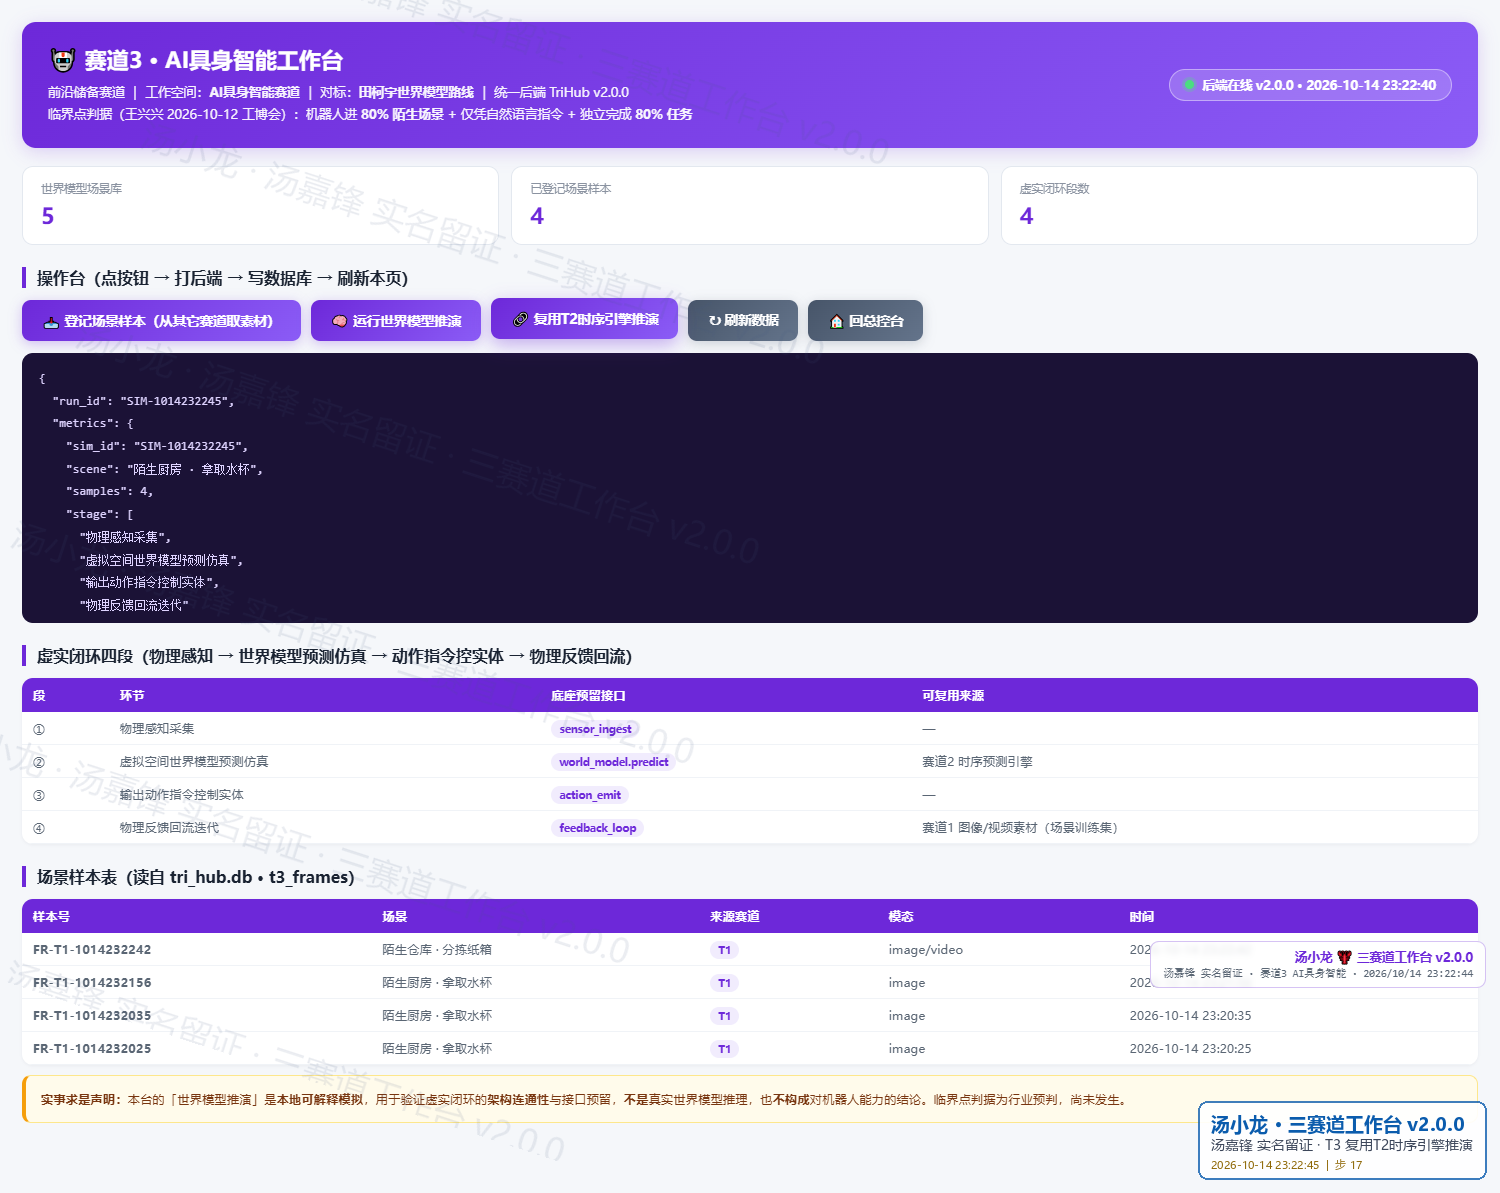 赛道3 • AI具身智能工作台
前沿储备赛道 | 工作空间：AI具身智能赛道 | 对标：田柯宇世界模型路线 | 统一后端 TriHub v2.0.0
临界点判据（王兴兴 2026-10-12 工博会）：机器人进 80% 陌生场景 + 仅凭自然语言指令 + 独立完成 80% 任务
后端在线 v2.0.0 • 2026-10-14 23:22:40
世界模型场景库
5
已登记场景样本
4
虚实闭环段数
4
操作台（点按钮 → 打后端 → 写数据库 → 刷新本页）
登记场景样本（从其它赛道取素材）
运行世界模型推演
复用T2时序引擎推演
↻ 刷新数据
回总控台
{
"run_id": "SIM-1014232245",
"metrics": {
"sim_id": "SIM-1014232245",
"scene": "陌生厨房 · 拿取水杯",
"samples": 4,
"stage": [
"物理感知采集",
"虚拟空间世界模型预测仿真",
"输出动作指令控制实体",
"物理反馈回流迭代"
虚实闭环四段（物理感知 → 世界模型预测仿真 → 动作指令控实体 → 物理反馈回流）
段 环节 底座预留接口 可复用来源
① 物理感知采集 sensor_ingest —
② 虚拟空间世界模型预测仿真 world_model.predict 赛道2 时序预测引擎
③ 输出动作指令控制实体 action_emit —
④ 物理反馈回流迭代 feedback_loop 赛道1 图像/视频素材（场景训练集）
场景样本表（读自 tri_hub.db • t3_frames）
样本号 场景 来源赛道 模态 时间
FR-T1-1014232242 陌生仓库 · 分拣纸箱 T1 image/video 202
FR-T1-1014232156 陌生厨房 · 拿取水杯 T1 image 202
FR-T1-1014232035 陌生厨房 · 拿取水杯 T1 image 2026-10-14 23:20:35
FR-T1-1014232025 陌生厨房 · 拿取水杯 T1 image 2026-10-14 23:20:25
汤小龙 三赛道工作台 v2.0.0
汤嘉锋 实名留证 · 赛道3 AI具身智能 · 2026/10/14 23:22:44
实事求是声明：本台的「世界模型推演」是本地可解释模拟，用于验证虚实闭环的架构连通性与接口预留，不是真实世界模型推理，也不构成对机器人能力的结论。临界点判据为行业预判，尚未发生。
汤小龙 • 三赛道工作台 v2.0.0
汤嘉锋 实名留证 · T3 复用T2时序引擎推演
2026-10-14 23:22:45 | 步 17
汤小龙 · 汤嘉锋 实名留证 · 三赛道工作台 v2.0.0